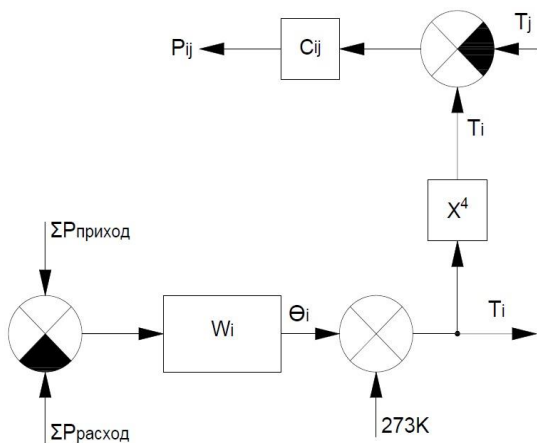 Pij
Cij
Tj
Ti
X⁴
ΣPприход
Wi
Θi
Ti
ΣPрасход
273K